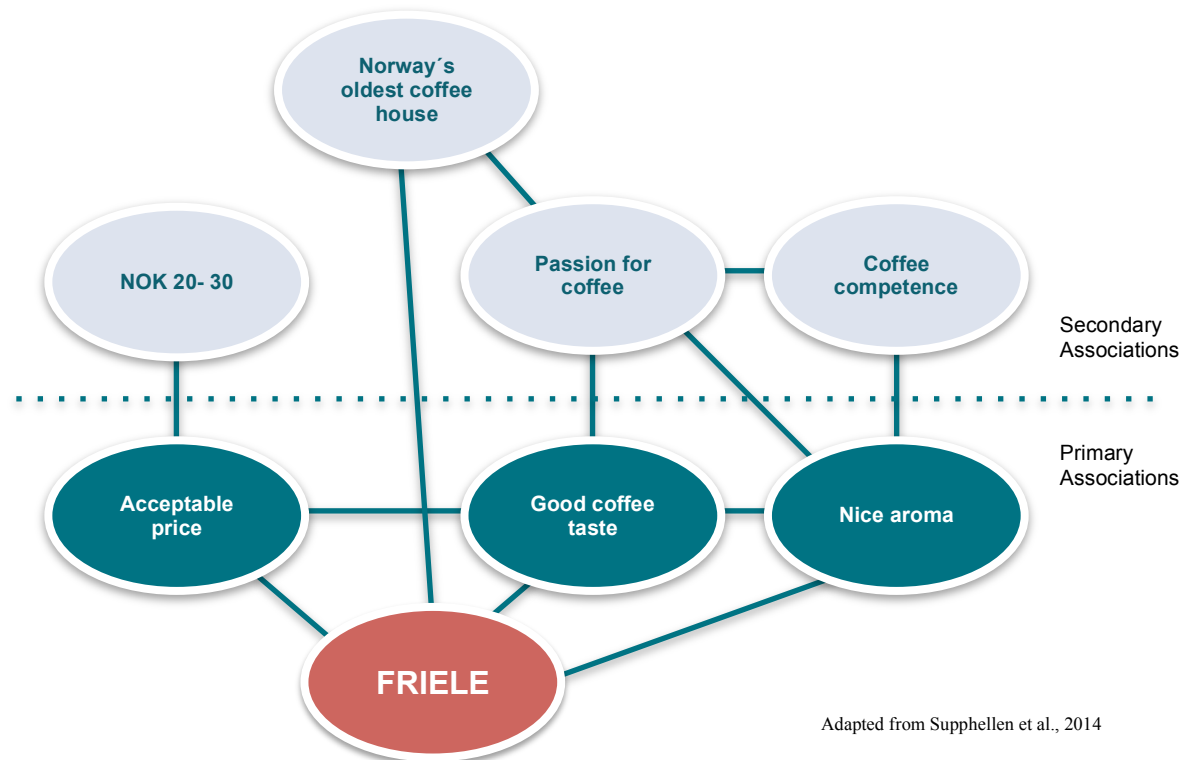 Norway´s
oldest coffee
house
NOK 20- 30
Passion for
coffee
Coffee
competence
Secondary
Associations
Primary
Associations
Acceptable
price
Good coffee
taste
Nice aroma
FRIELE
Adapted from Supphellen et al., 2014